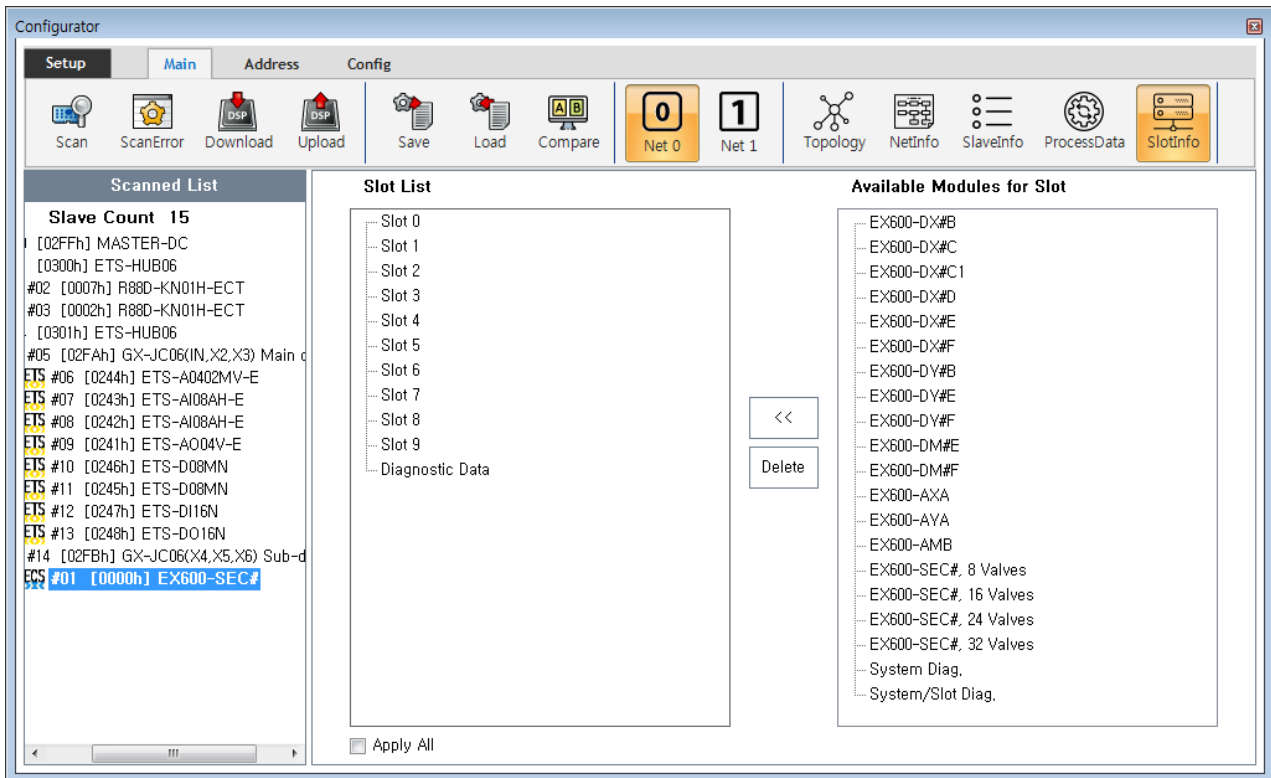 Configurator
Setup Main Address Config
Scan ScanError Download Upload Save Load Compare Net 0 Net 1 Topology NetInfo SlaveInfo ProcessData SlotInfo
Scanned List
Slave Count 15
[02FFh] MASTER-DC
[0300h] ETS-HUB06
#02 [0007h] R88D-KN01H-ECT
#03 [0002h] R88D-KN01H-ECT
[0301h] ETS-HUB06
#05 [02FAh] GX-JC06(IN,X2,X3) Main
ETS #06 [0244h] ETS-A0402MV-E
ETS #07 [0243h] ETS-AI08AH-E
ETS #08 [0242h] ETS-AI08AH-E
ETS #09 [0241h] ETS-AO04V-E
ETS #10 [0246h] ETS-D08MN
ETS #11 [0245h] ETS-D08MN
ETS #12 [0247h] ETS-DI16N
ETS #13 [0248h] ETS-DO16N
#14 [02FBh] GX-JC06(X4,X5,X6) Sub-d
#01 [0000h] EX600-SEC#
Slot List
Slot 0
Slot 1
Slot 2
Slot 3
Slot 4
Slot 5
Slot 6
Slot 7
Slot 8
Slot 9
Diagnostic Data
Apply All
<<
Delete
Available Modules for Slot
EX600-DX#B
EX600-DX#C
EX600-DX#C1
EX600-DX#D
EX600-DX#E
EX600-DX#F
EX600-DY#B
EX600-DY#E
EX600-DY#F
EX600-DM#E
EX600-DM#F
EX600-AXA
EX600-AYA
EX600-AMB
EX600-SEC#, 8 Valves
EX600-SEC#, 16 Valves
EX600-SEC#, 24 Valves
EX600-SEC#, 32 Valves
System Diag,
System/Slot Diag,